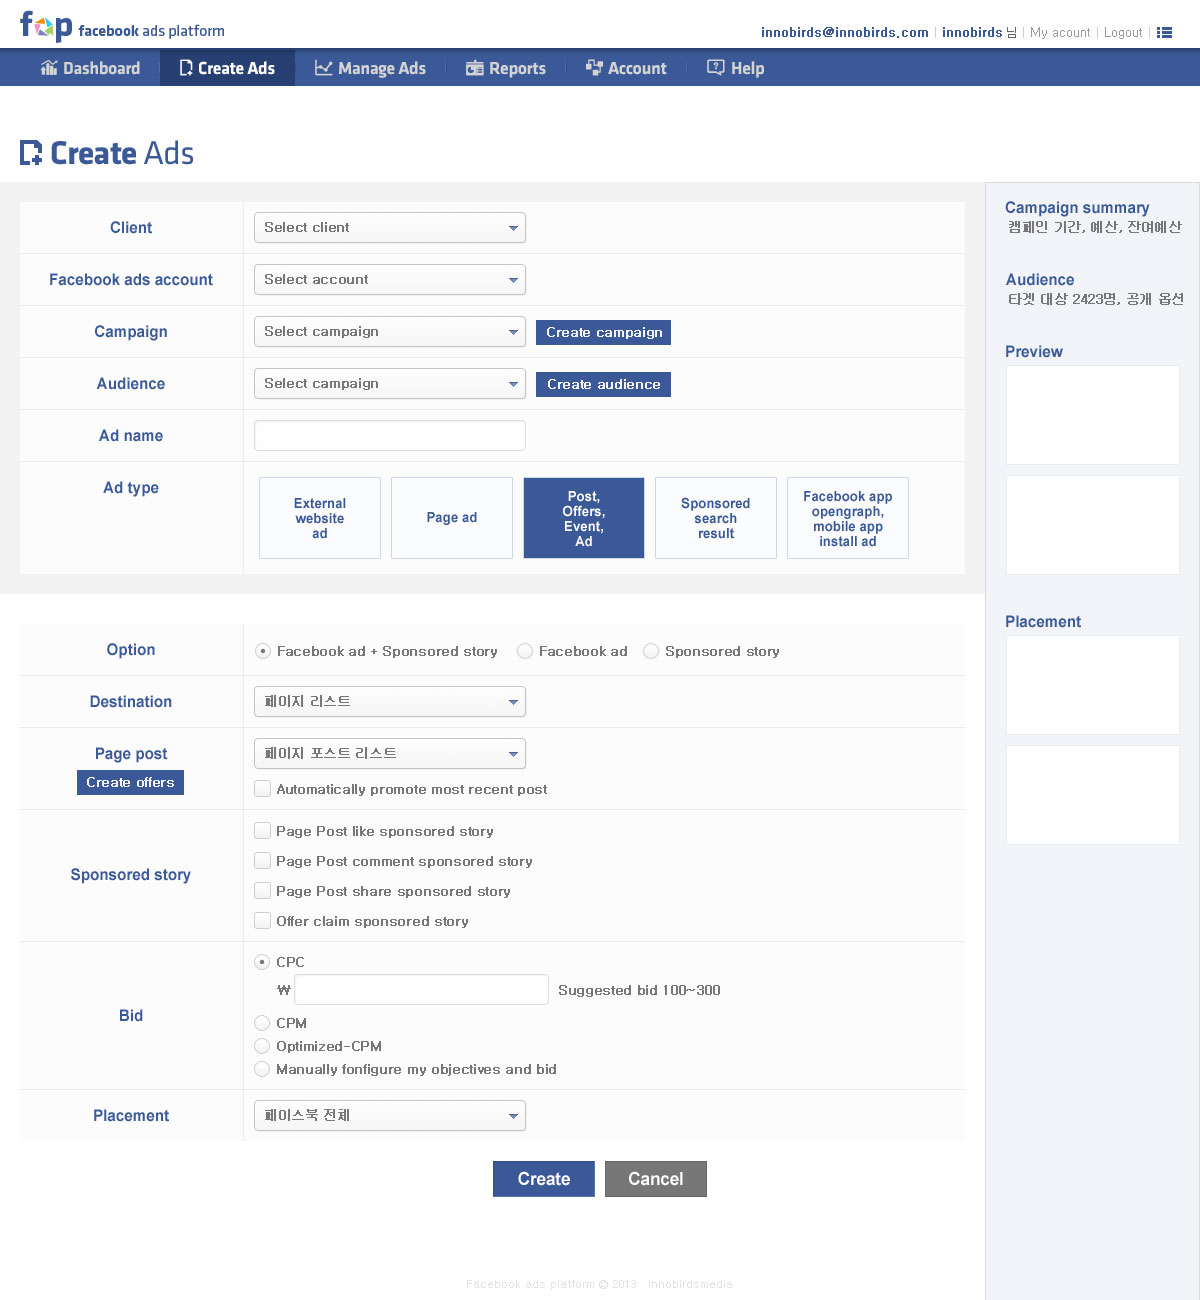 fap facebook ads platform
innobirds@innobirds.com | innobirds 님 | My acount | Logout |
Dashboard
Create Ads
Manage Ads
Reports
Account
Help
Create Ads
Client
Select client
Facebook ads account
Select account
Campaign
Select campaign
Create campaign
Audience
Select campaign
Create audience
Ad name
Ad type
External
website
ad
Page ad
Post,
Offers,
Event,
Ad
Sponsored
search
result
Facebook app
opengraph,
mobile app
install ad
Option
Facebook ad + Sponsored story
Facebook ad
Sponsored story
Destination
페이지 리스트
Page post
Create offers
페이지 포스트 리스트
Automatically promote most recent post
Sponsored story
Page Post like sponsored story
Page Post comment sponsored story
Page Post share sponsored story
Offer claim sponsored story
Bid
CPC
₩
Suggested bid 100~300
CPM
Optimized-CPM
Manually fonfigure my objectives and bid
Placement
페이스북 전체
Create
Cancel
Campaign summary
캠페인 기간, 예산, 잔여예산
Audience
타겟 대상 2423명, 공개 옵션
Preview
Placement
Facebook ads platform © 2013 · innobirdsmedia